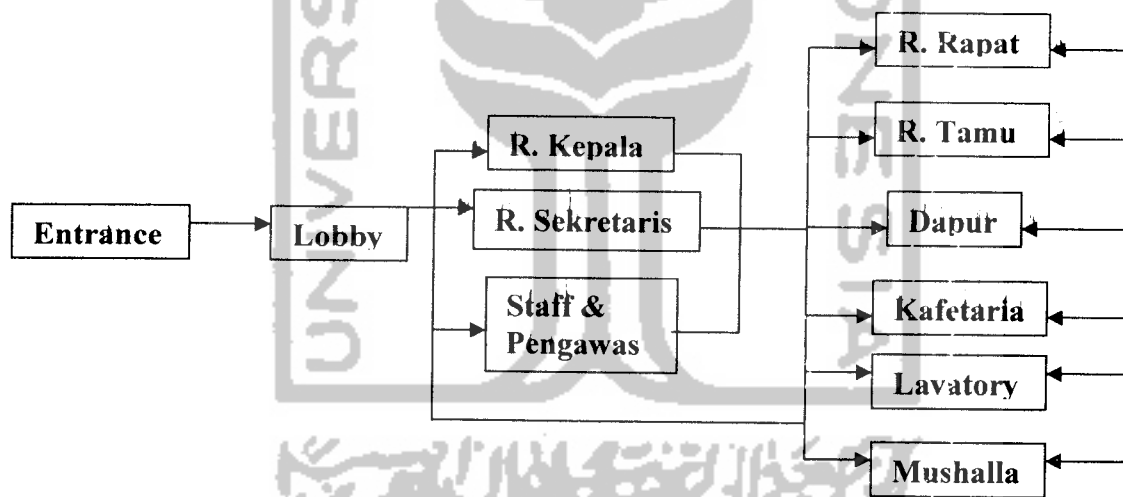 Entrance
Lobby
R. Kepala
R. Sekretaris
Staff &
Pengawas
R. Rapat
R. Tamu
Dapur
Kafetaria
Lavatory
Mushalla